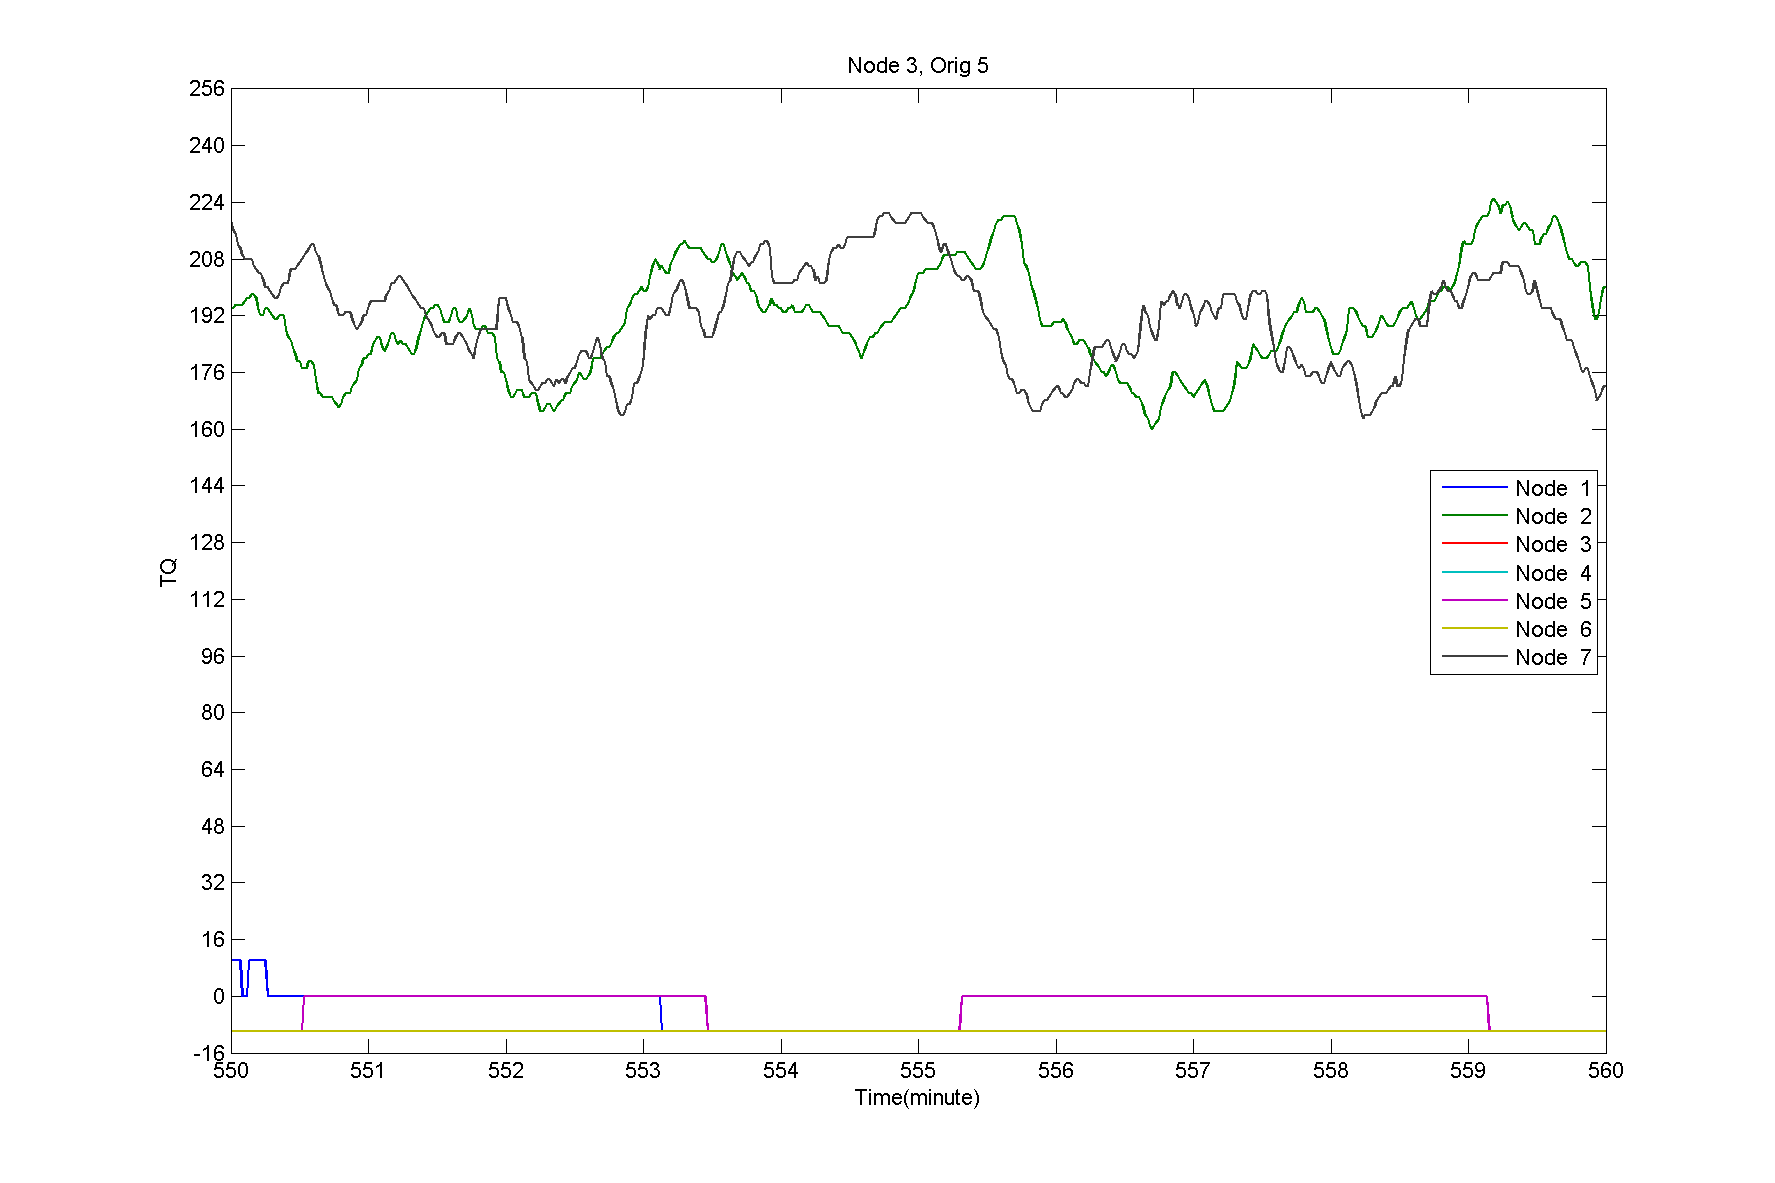 Node 3, Orig 5
256
240
224
208
192
176
160
144
128
112
96
80
64
48
32
16
0
-16
TQ
Node 1
Node 2
Node 3
Node 4
Node 5
Node 6
Node 7
550 551 552 553 554 555 556 557 558 559 560
Time(minute)